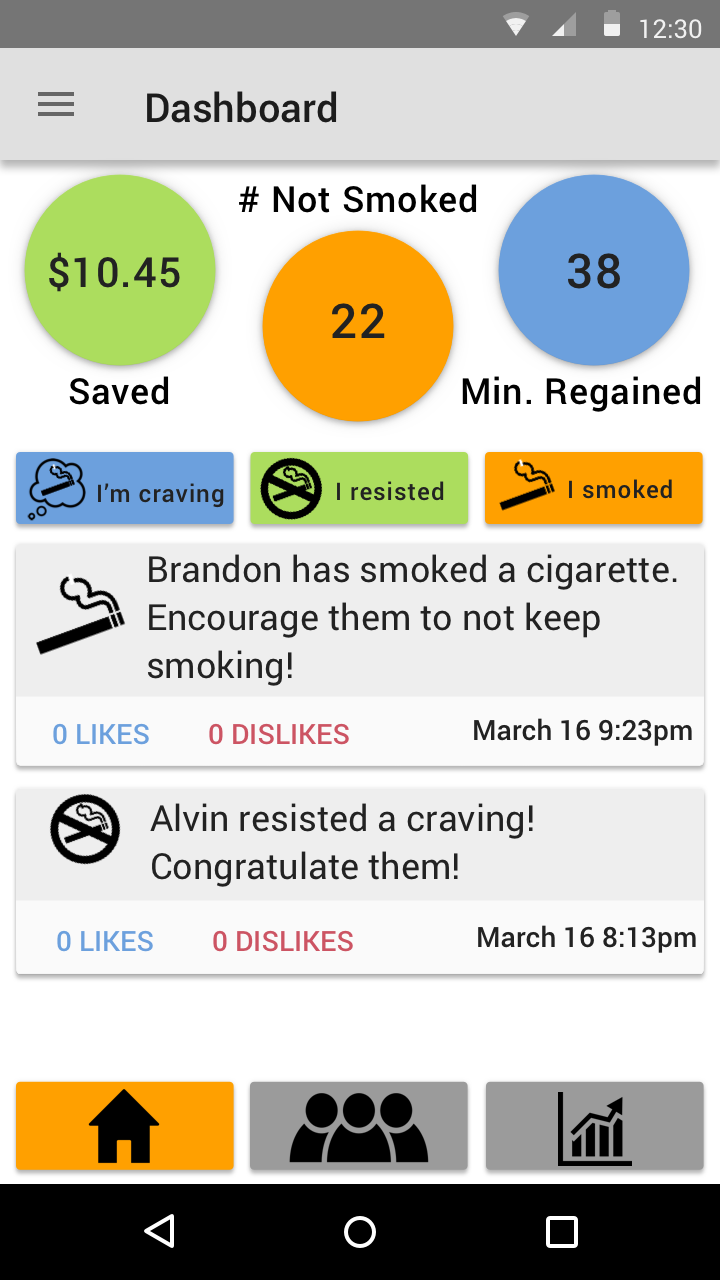 12:30
Dashboard
# Not Smoked
$10.45
22
38
Saved
Min. Regained
I’m craving
I resisted
I smoked
Brandon has smoked a cigarette.
Encourage them to not keep
smoking!
0 LIKES
0 DISLIKES
March 16 9:23pm
Alvin resisted a craving!
Congratulate them!
0 LIKES
0 DISLIKES
March 16 8:13pm